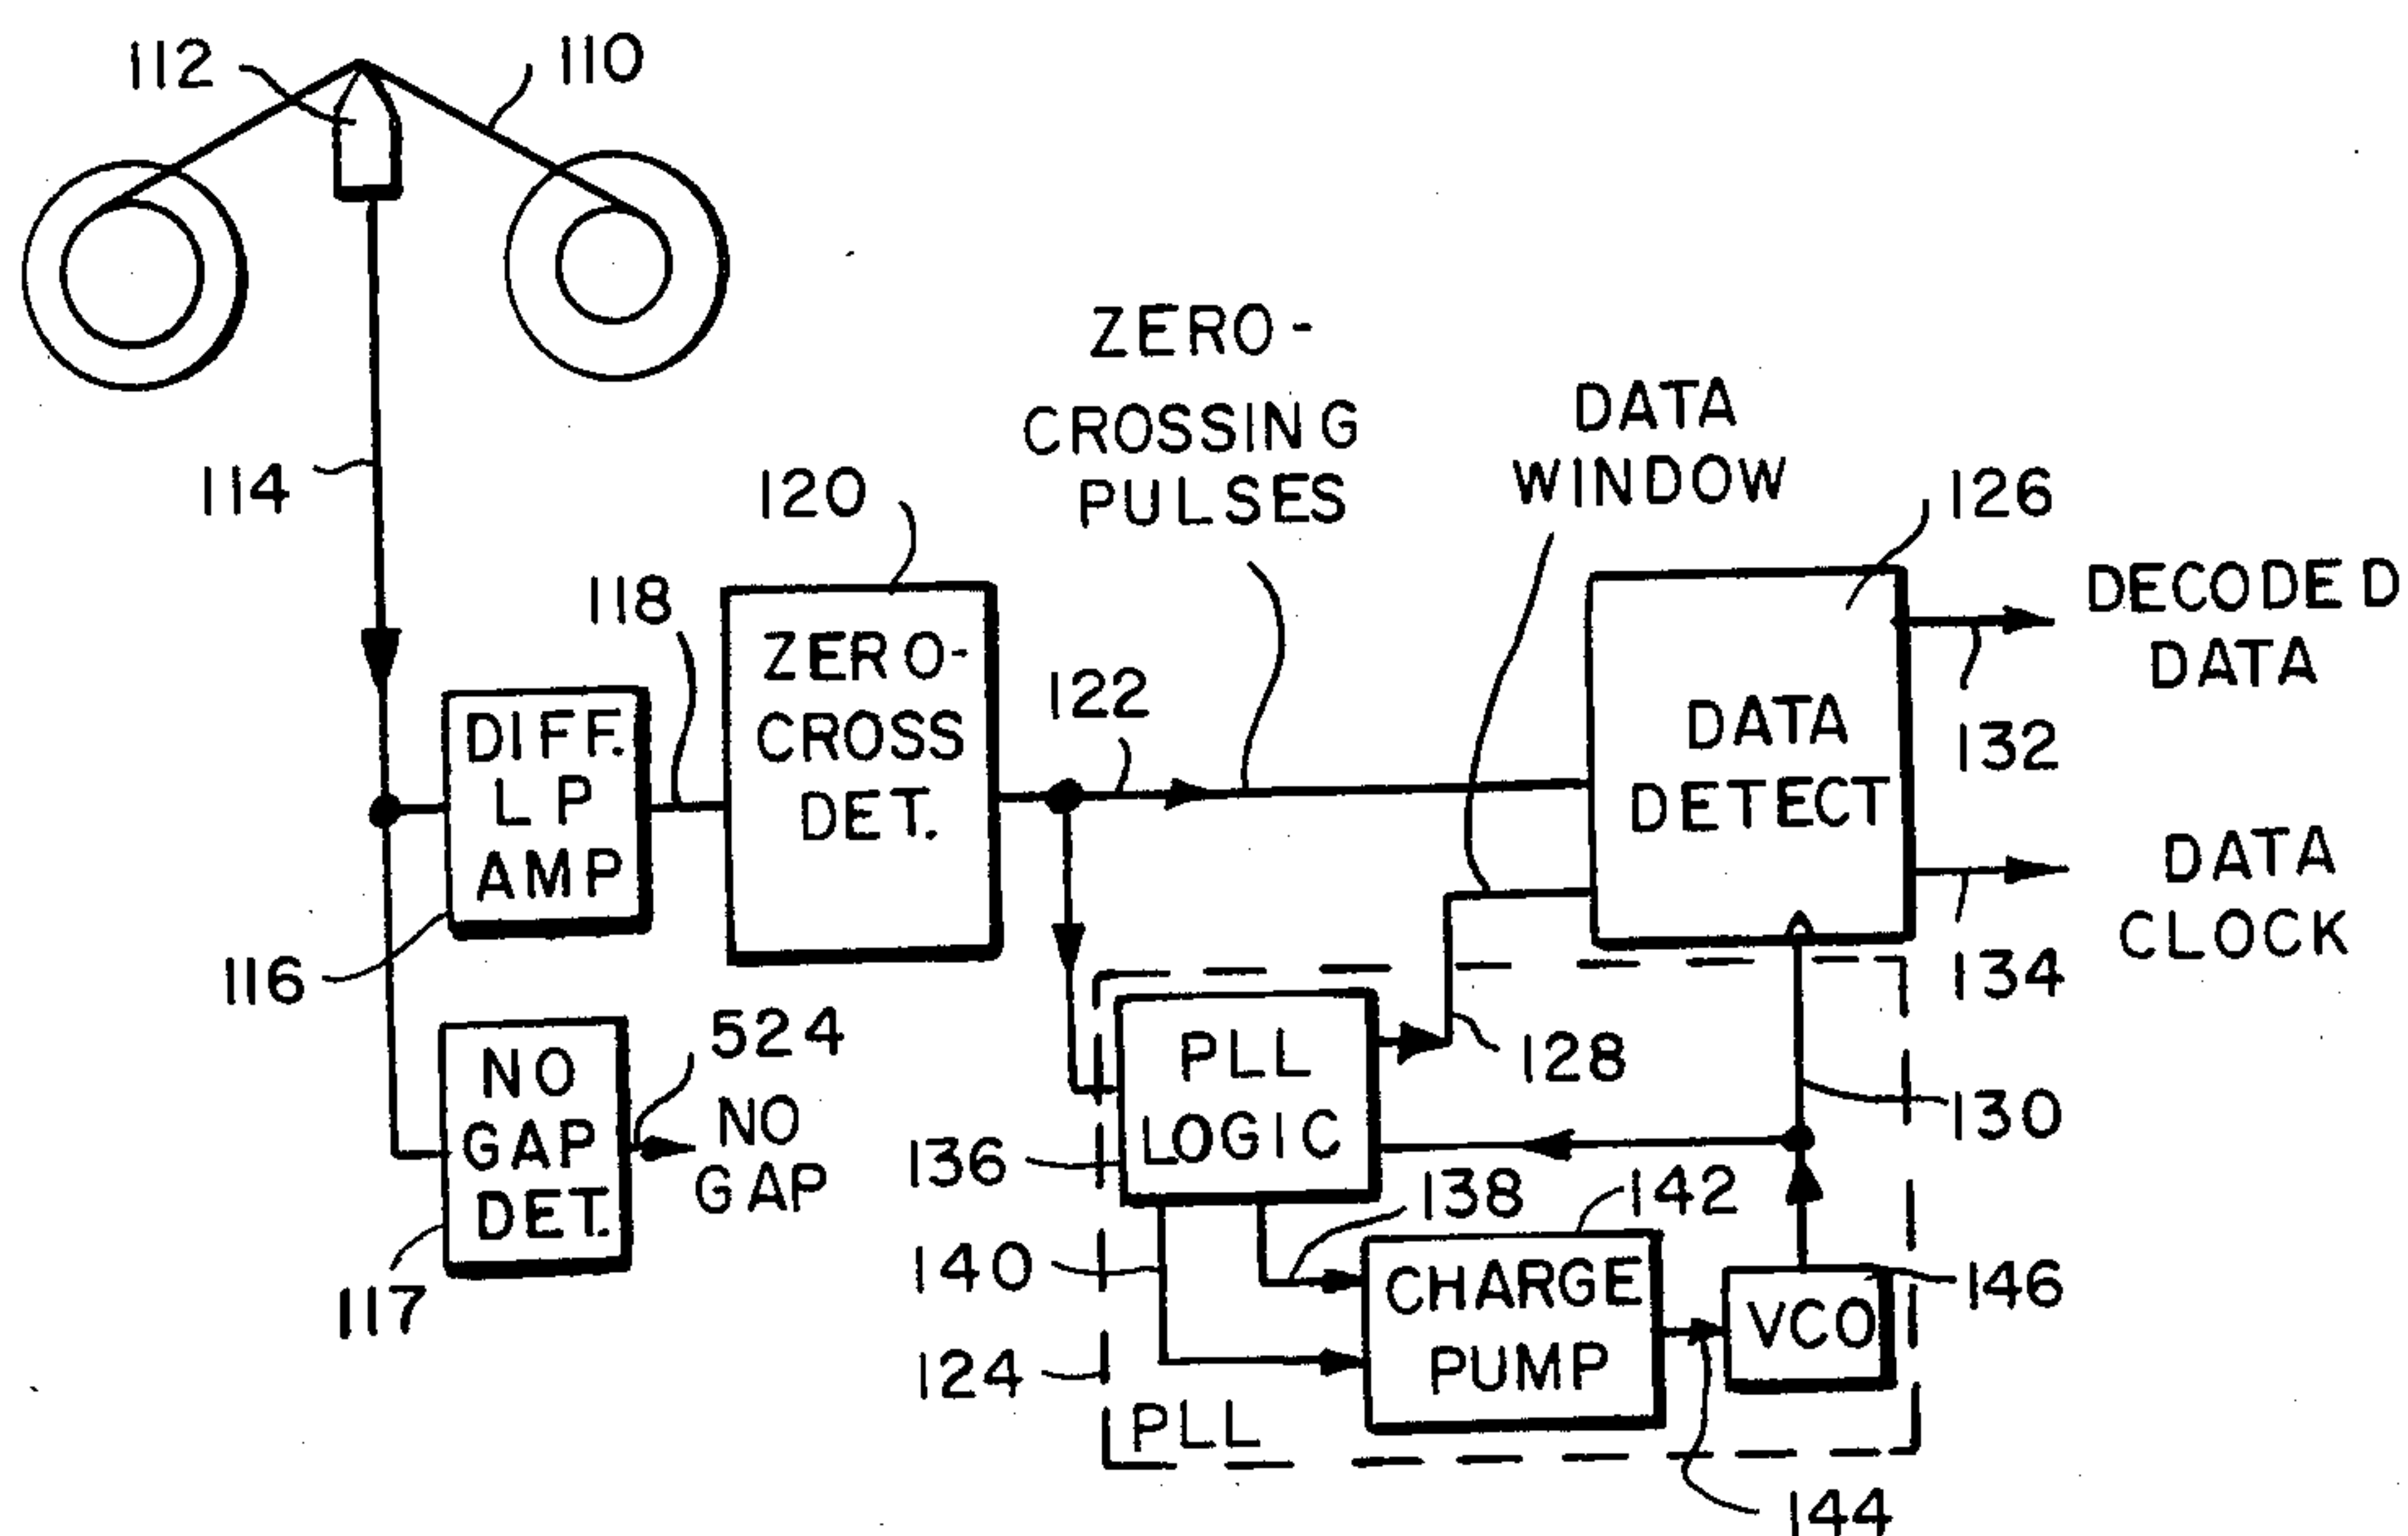 112
110
ZERO-
CROSSING
PULSES
DATA
WINDOW
114
120
126
118
ZERO-
CROSS
DET.
122
DECODED
DATA
132
DIFF.
LP
AMP
DATA
DETECT
DATA
CLOCK
134
116
524
NO
GAP
NO
GAP
DET.
117
PLL
LOGIC
128
130
136
138
142
140
CHARGE
PUMP
VCO
146
124
PLL
144